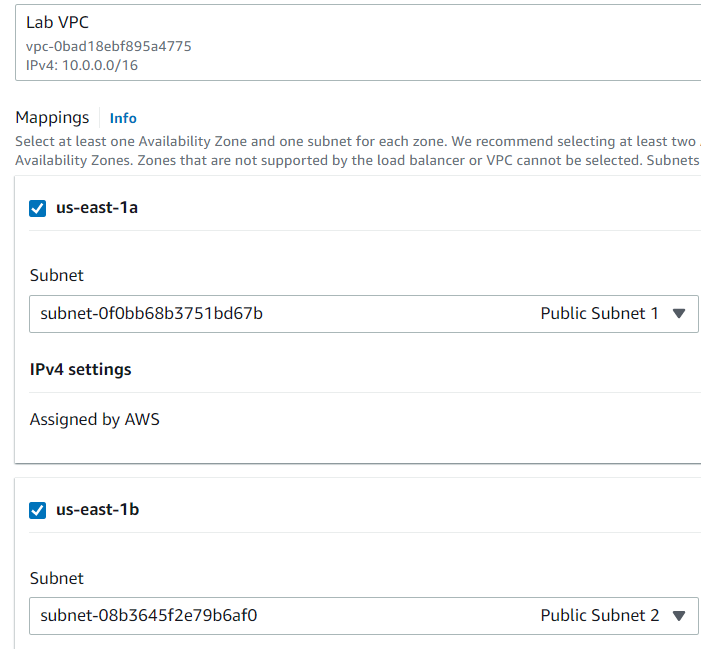 Lab VPC
vpc-0bad18ebf895a4775
IPv4: 10.0.0.0/16
Mappings Info
Select at least one Availability Zone and one subnet for each zone. We recommend selecting at least two
Availability Zones. Zones that are not supported by the load balancer or VPC cannot be selected. Subnets
us-east-1a
Subnet
subnet-0f0bb68b3751bd67b Public Subnet 1
IPv4 settings
Assigned by AWS
us-east-1b
Subnet
subnet-08b3645f2e79b6af0 Public Subnet 2